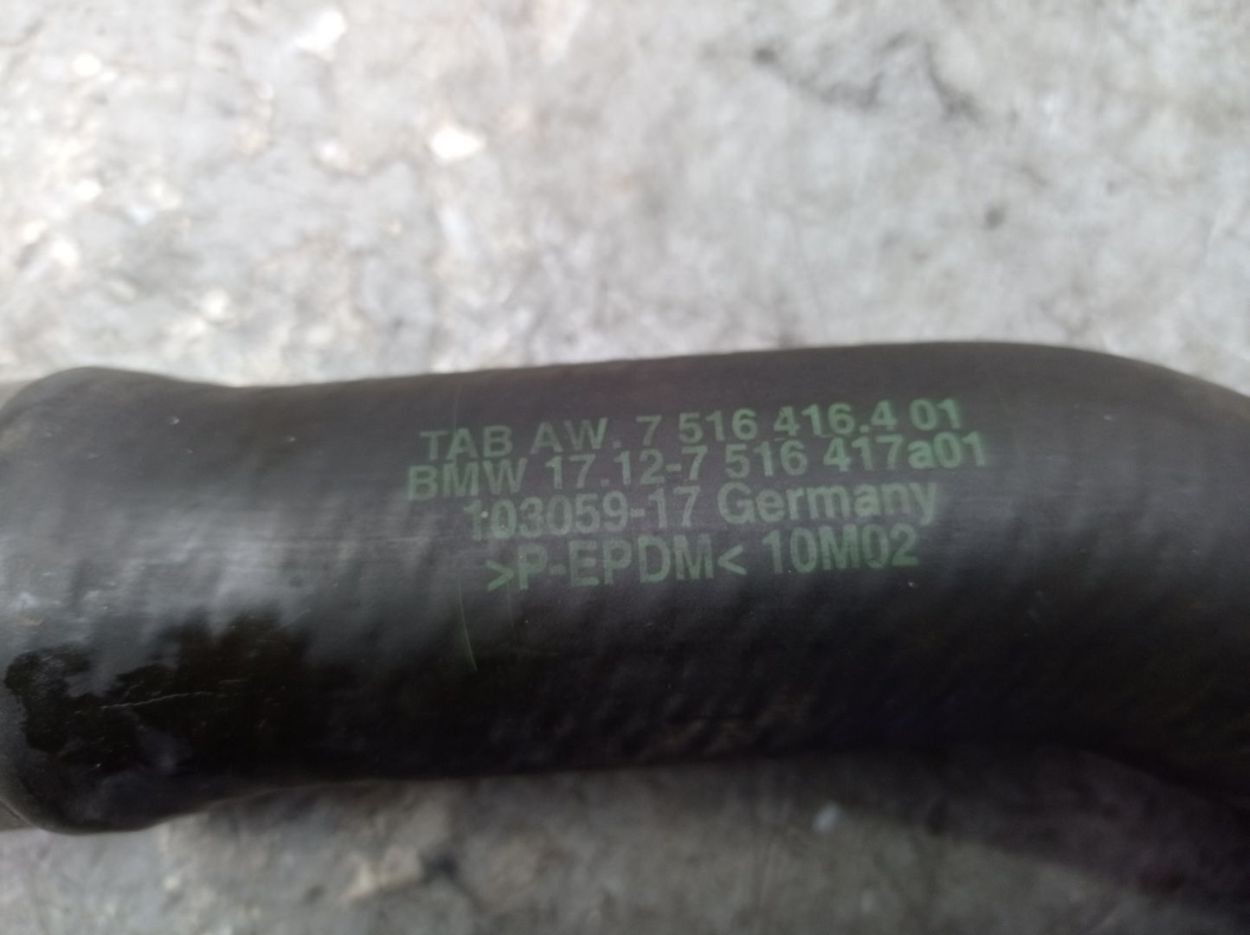 TAB AW. 7 516 416.4 01
BMW 17.12-7 516 417a01
103059-17 Germany
>P-EPDM< 10M02